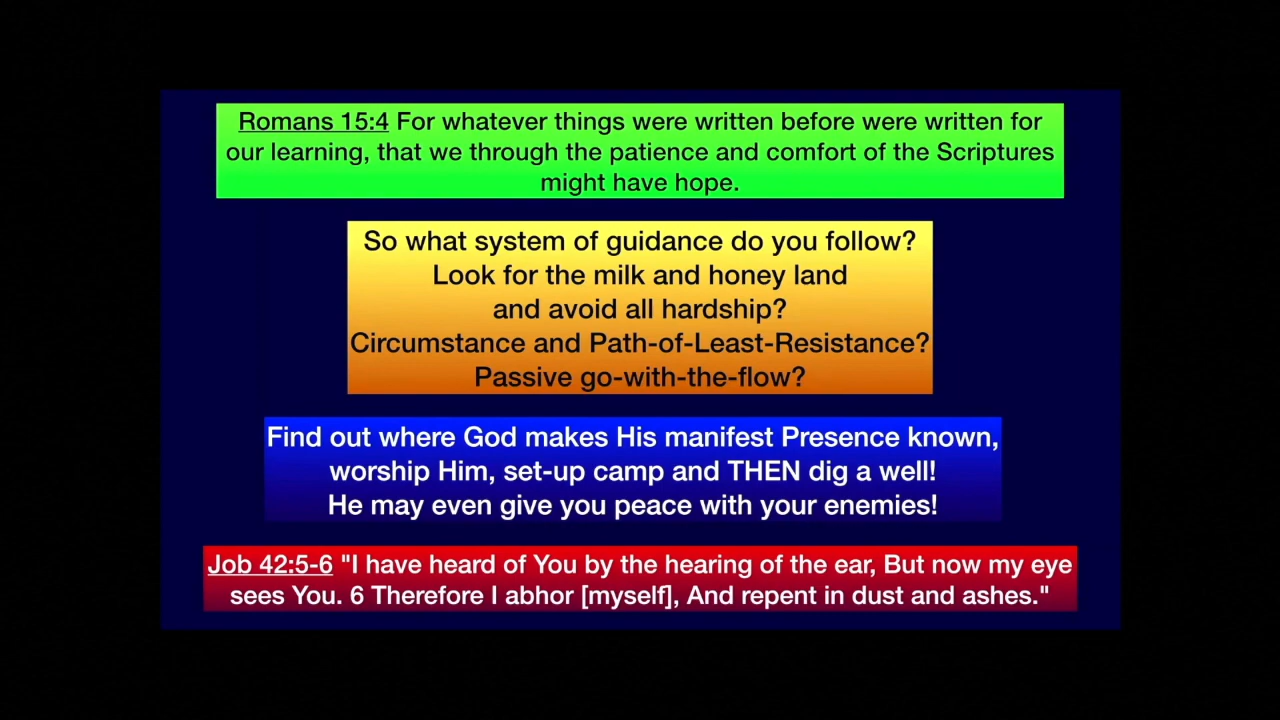 Romans 15:4 For whatever things were written before were written for
our learning, that we through the patience and comfort of the Scriptures
might have hope.
So what system of guidance do you follow?
Look for the milk and honey land
and avoid all hardship?
Circumstance and Path-of-Least-Resistance?
Passive go-with-the-flow?
Find out where God makes His manifest Presence known,
worship Him, set-up camp and THEN dig a well!
He may even give you peace with your enemies!
Job 42:5-6 "I have heard of You by the hearing of the ear, But now my eye
sees You. 6 Therefore I abhor [myself], And repent in dust and ashes."